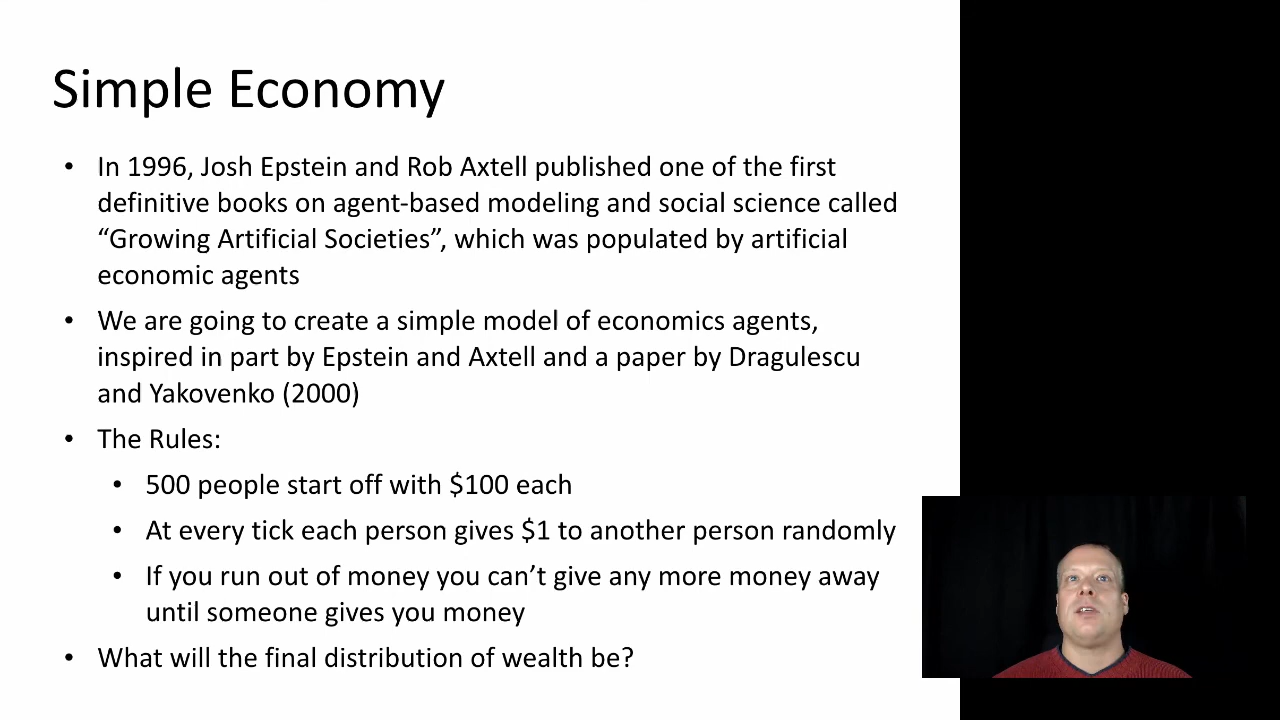 Simple Economy
• In 1996, Josh Epstein and Rob Axtell published one of the first
definitive books on agent-based modeling and social science called
“Growing Artificial Societies”, which was populated by artificial
economic agents
• We are going to create a simple model of economics agents,
inspired in part by Epstein and Axtell and a paper by Dragulescu
and Yakovenko (2000)
• The Rules:
• 500 people start off with $100 each
• At every tick each person gives $1 to another person randomly
• If you run out of money you can’t give any more money away
until someone gives you money
• What will the final distribution of wealth be?